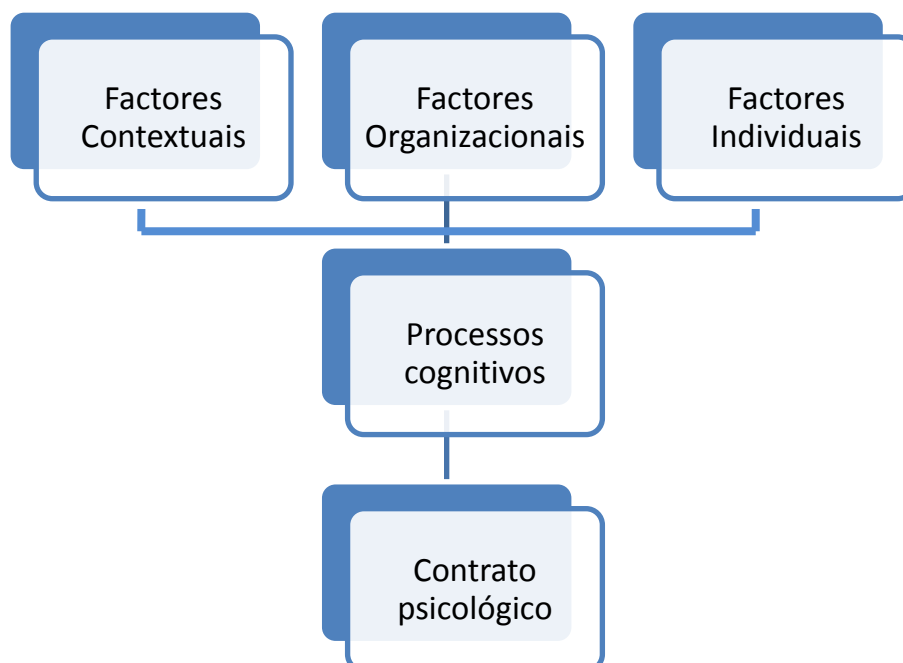 Factores
Contextuais
Factores
Organizacionais
Factores
Individuais
Processos
cognitivos
Contrato
psicológico